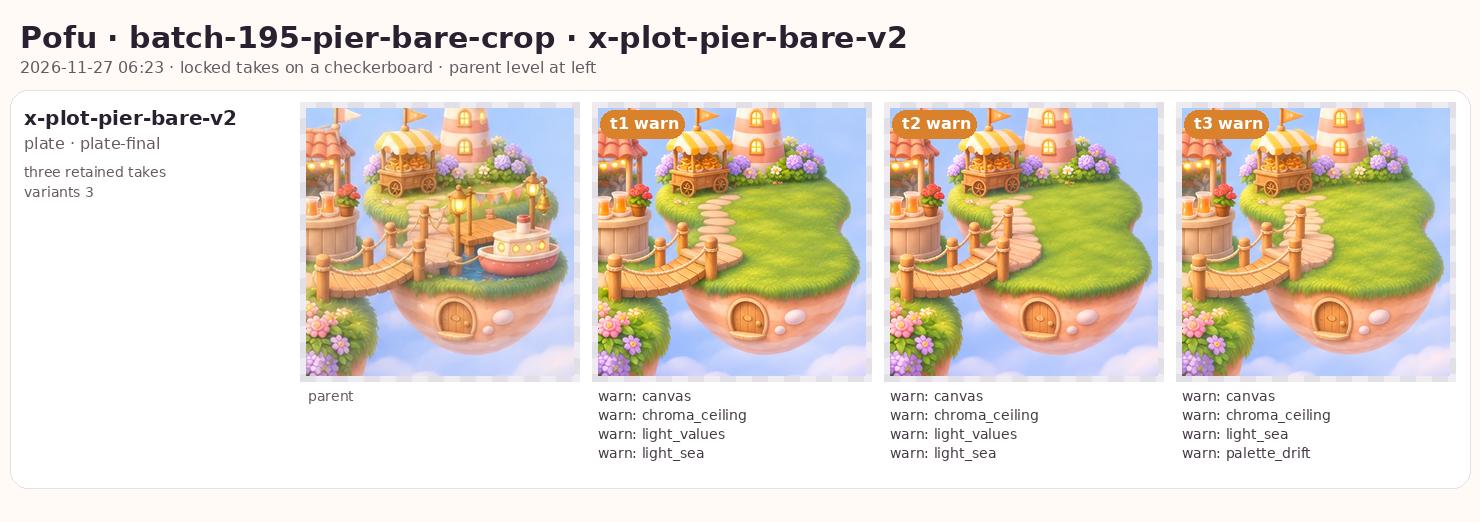 Pofu · batch-195-pier-bare-crop · x-plot-pier-bare-v2
2026-11-27 06:23 · locked takes on a checkerboard · parent level at left
x-plot-pier-bare-v2
plate · plate-final
three retained takes
variants 3
parent
t1 warn
warn: canvas
warn: chroma_ceiling
warn: light_values
warn: light_sea
t2 warn
warn: canvas
warn: chroma_ceiling
warn: light_values
warn: light_sea
t3 warn
warn: canvas
warn: chroma_ceiling
warn: light_sea
warn: palette_drift